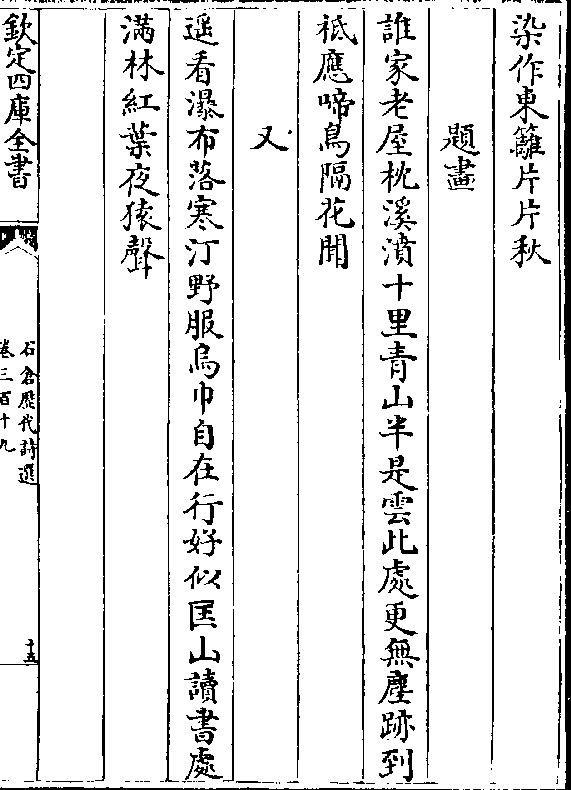 染作東籬片片秋
題畫
誰家老屋枕溪濆十里青山半是雲此處更無塵跡到
祗應啼鳥隔花聞
又
遥看瀑布落寒汀野服烏巾自在行好似匡山讀書處
滿林紅葉夜猿聲
欽定四庫全書
石倉歷代詩選
卷三百十九
十五